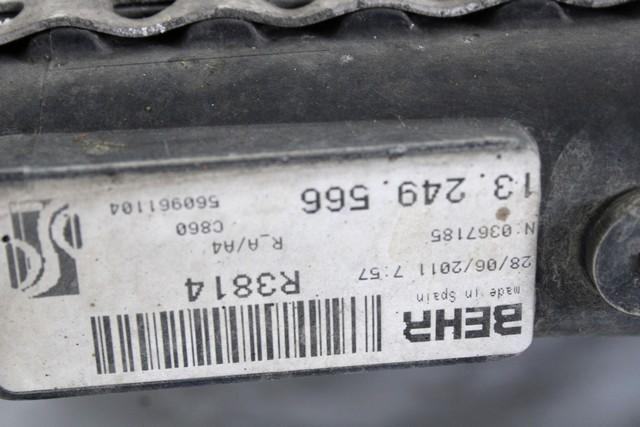 BEHR
made in Spain
R3814
28/06/2011 7:57
R_A/A4
N:0367185
C860
13.249.566
560961104